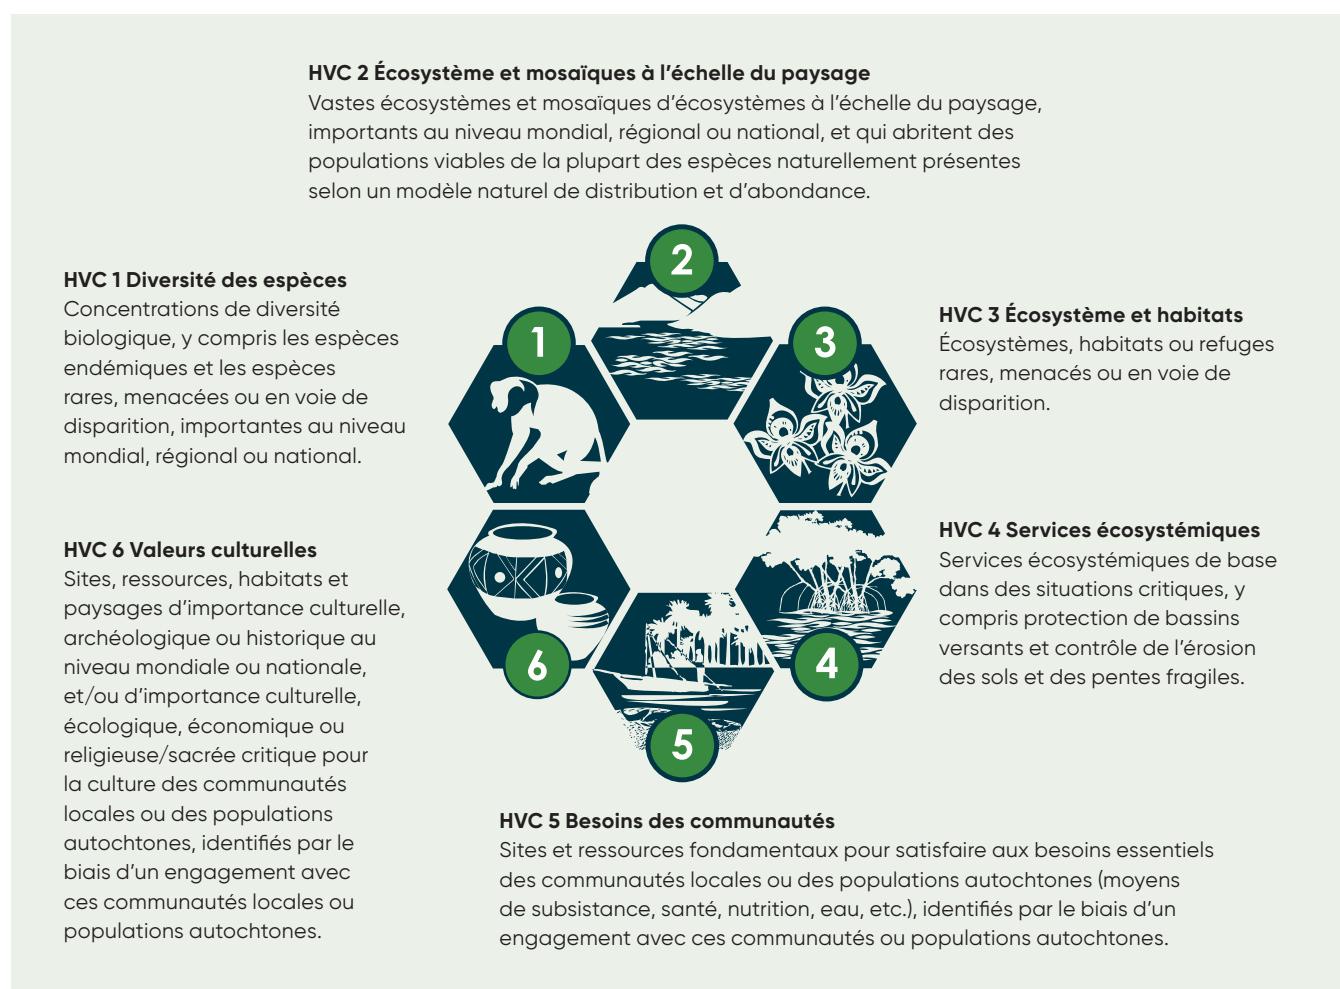 HVC 2 Écosystème et mosaïques à l’échelle du paysage
Vastes écosystèmes et mosaïques d’écosystèmes à l’échelle du paysage,
importants au niveau mondial, régional ou national, et qui abritent des
populations viables de la plupart des espèces naturellement présentes
selon un modèle naturel de distribution et d’abondance.
HVC 1 Diversité des espèces
Concentrations de diversité
biologique, y compris les espèces
endémiques et les espèces
rares, menacées ou en voie de
disparition, importantes au niveau
mondial, régional ou national.
2
1
3
HVC 3 Écosystème et habitats
Écosystèmes, habitats ou refuges
rares, menacés ou en voie de
disparition.
HVC 6 Valeurs culturelles
Sites, ressources, habitats et
paysages d’importance culturelle,
archéologique ou historique au
niveau mondiale ou nationale,
et/ou d’importance culturelle,
écologique, économique ou
religieuse/sacrée critique pour
la culture des communautés
locales ou des populations
autochtones, identifiés par le
biais d’un engagement avec
ces communautés locales ou
populations autochtones.
6
4
5
HVC 4 Services écosystémiques
Services écosystémiques de base
dans des situations critiques, y
compris protection de bassins
versants et contrôle de l’érosion
des sols et des pentes fragiles.
HVC 5 Besoins des communautés
Sites et ressources fondamentaux pour satisfaire aux besoins essentiels
des communautés locales ou des populations autochtones (moyens
de subsistance, santé, nutrition, eau, etc.), identifiés par le biais d’un
engagement avec ces communautés ou populations autochtones.